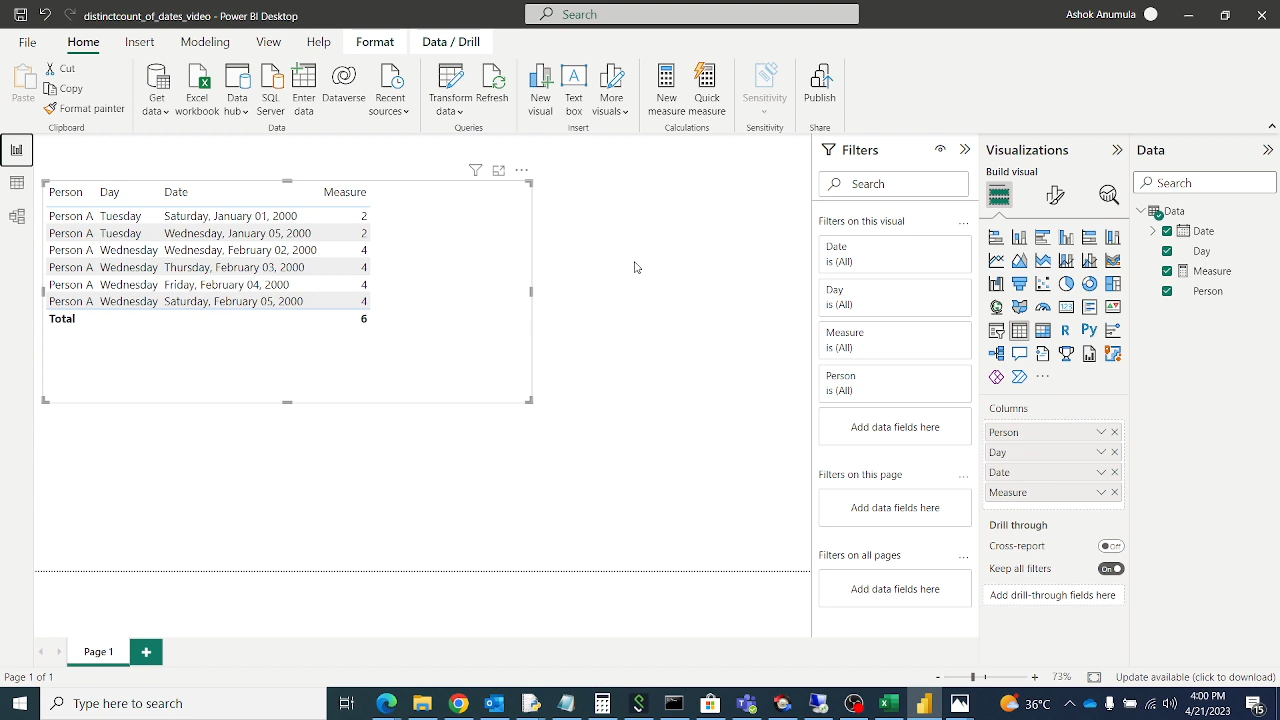 distinctcount_of_dates_video - Power BI Desktop
Search
Ashok Anumula
File Home Insert Modeling View Help Format Data / Drill
Paste
Cut
Copy
Format painter
Clipboard
Get data
Excel workbook
Data hub
SQL Server
Enter data
Dataverse
Recent sources
Data
Transform data
Refresh
Queries
New visual
Text box
More visuals
Insert
New measure
Quick measure
Calculations
Sensitivity
Sensitivity
Publish
Share
Person Day Date Measure
Person A Tuesday Saturday, January 01, 2000 2
Person A Tuesday Saturday, January 05, 2000 2
Person A Wednesday Wednesday, February 02, 2000 4
Person A Wednesday Thursday, February 03, 2000 4
Person A Wednesday Friday, February 04, 2000 4
Person A Wednesday Saturday, February 05, 2000 4
Total 6
Filters
Search
Filters on this visual
Date
is (All)
Day
is (All)
Measure
is (All)
Person
is (All)
Add data fields here
Filters on this page
Add data fields here
Filters on all pages
Add data fields here
Visualizations
Build visual
R
Py
Columns
Person
Day
Date
Measure
Drill through
Cross-report
Off
Keep all filters
On
Add drill-through fields here
Data
Search
Data
Date
Day
Measure
Person
Page 1
Page 1 of 1
73%
Update available (click to download)
Type here to search
36°C
4:00 PM
4/21/2023